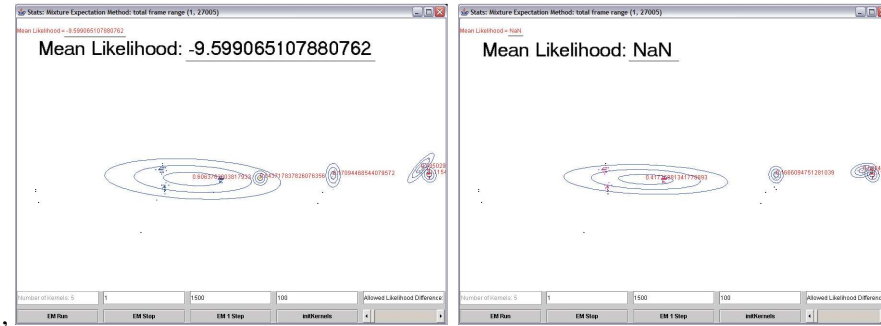 Stats: Mixture Expectation Method: total frame range (1, 27005)
Mean Likelihood = -9.599065107880762
Mean Likelihood: -9.599065107880762
Number of Kernels: 5
1
1500
100
Allowed Likelihood Difference:
EM Run
EM Stop
EM 1 Step
initKernels
,
Stats: Mixture Expectation Method: total frame range (1, 27005)
Mean Likelihood = NaN
Mean Likelihood: NaN
Number of Kernels: 5
1
1500
100
Allowed Likelihood Difference
EM Run
EM Stop
EM 1 Step
initKernels